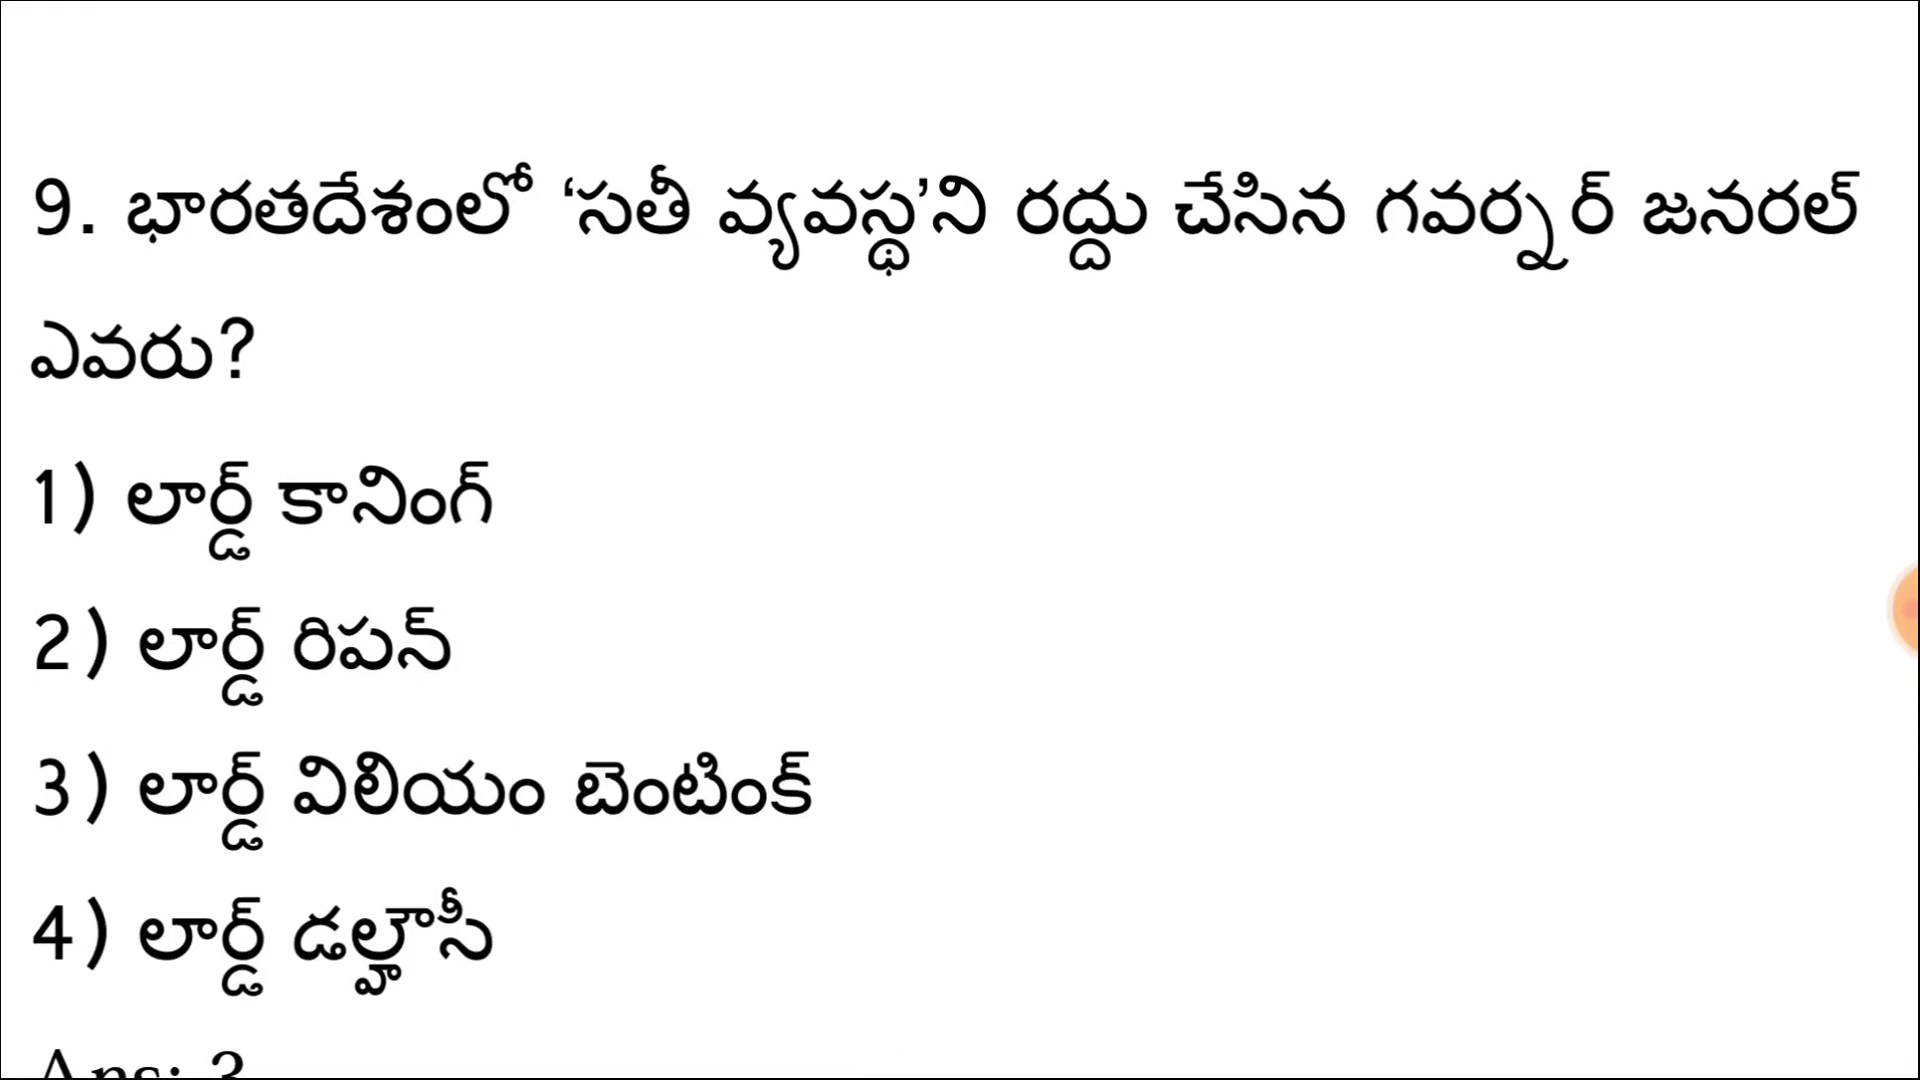 9. భారతదేశంలో ‘సతీ వ్యవస్థ’ని రద్దు చేసిన గవర్నర్ జనరల్
ఎవరు?
1) లార్డ్ కానింగ్
2) లార్డ్ రిపన్
3) లార్డ్ విలియం బెంటింక్
4) లార్డ్ డల్హౌసీ
Ans: 3